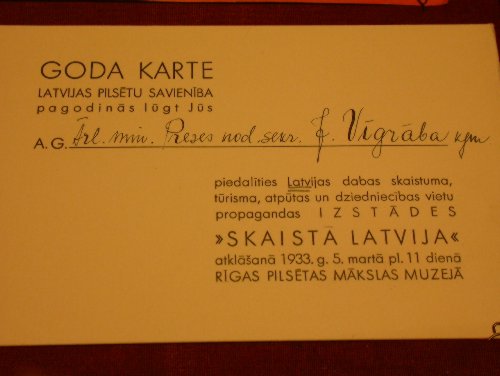 GODA KARTE
LATVIJAS PILSĒTU SAVIENĪBA
pagodinās lūgt Jūs
A. G. Ārl. min. Preses nod. sekr. J. Vīgrāba kgm
piedalīties Latvijas dabas skaistuma,
tūrisma, atpūtas un dziedniecības vietu
propagandas IZSTĀDES
»SKAISTĀ LATVIJA«
atklāšanā 1933. g. 5. martā pl. 11 dienā
RĪGAS PILSĒTAS MĀKSLAS MUZEJĀ